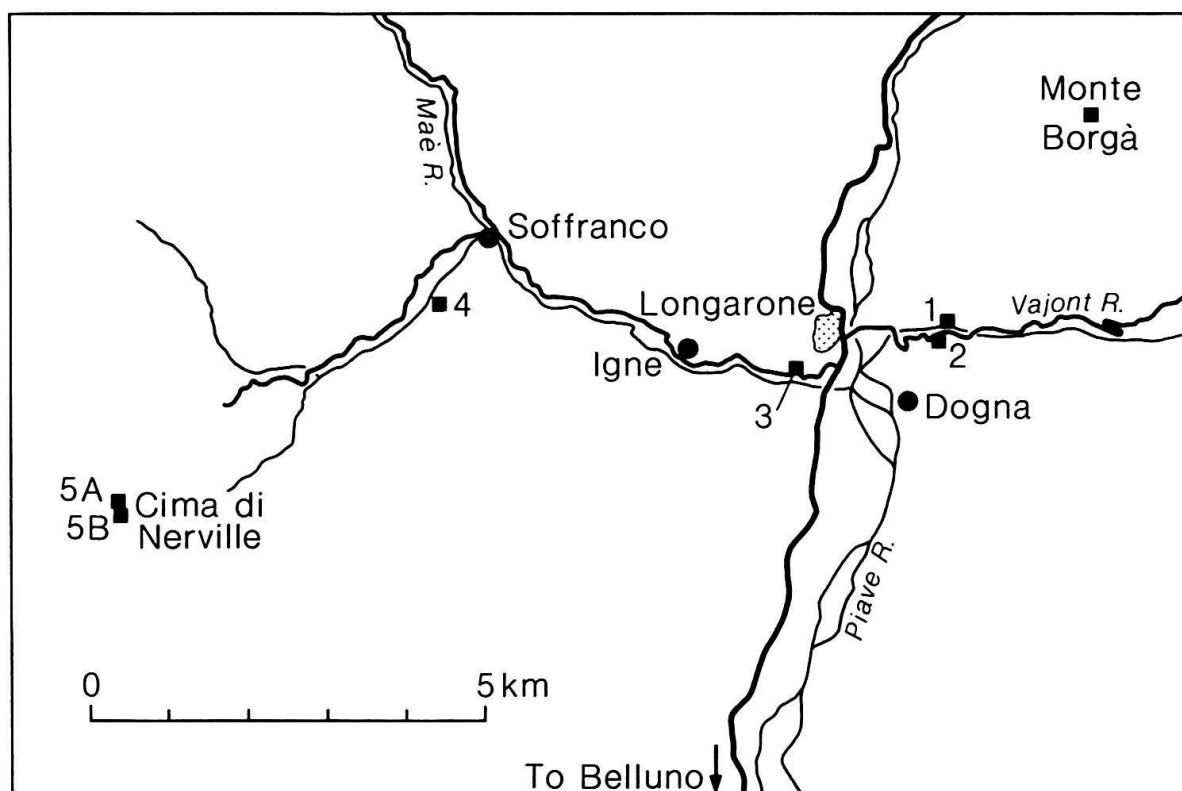 Monte
Borgà
Maè R.
Soffranco
4
Longarone
1
Vajont R.
2
Igne
3
Dogna
5A
Cima di
5B
Nerville
Piave R.
0
5 km
To Belluno